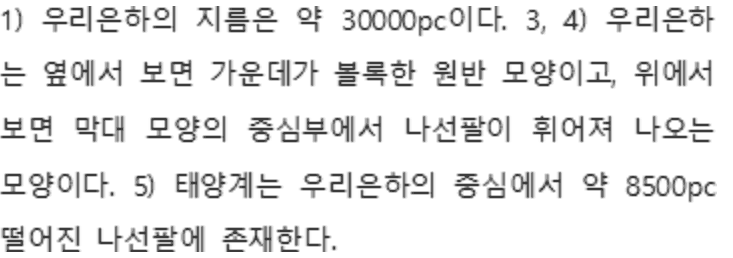 1) 우리은하의 지름은 약 30000pc이다. 3, 4) 우리은하
는 옆에서 보면 가운데가 볼록한 원반 모양이고, 위에서
보면 막대 모양의 중심부에서 나선팔이 휘어져 나오는
모양이다. 5) 태양계는 우리은하의 중심에서 약 8500pc
떨어진 나선팔에 존재한다.